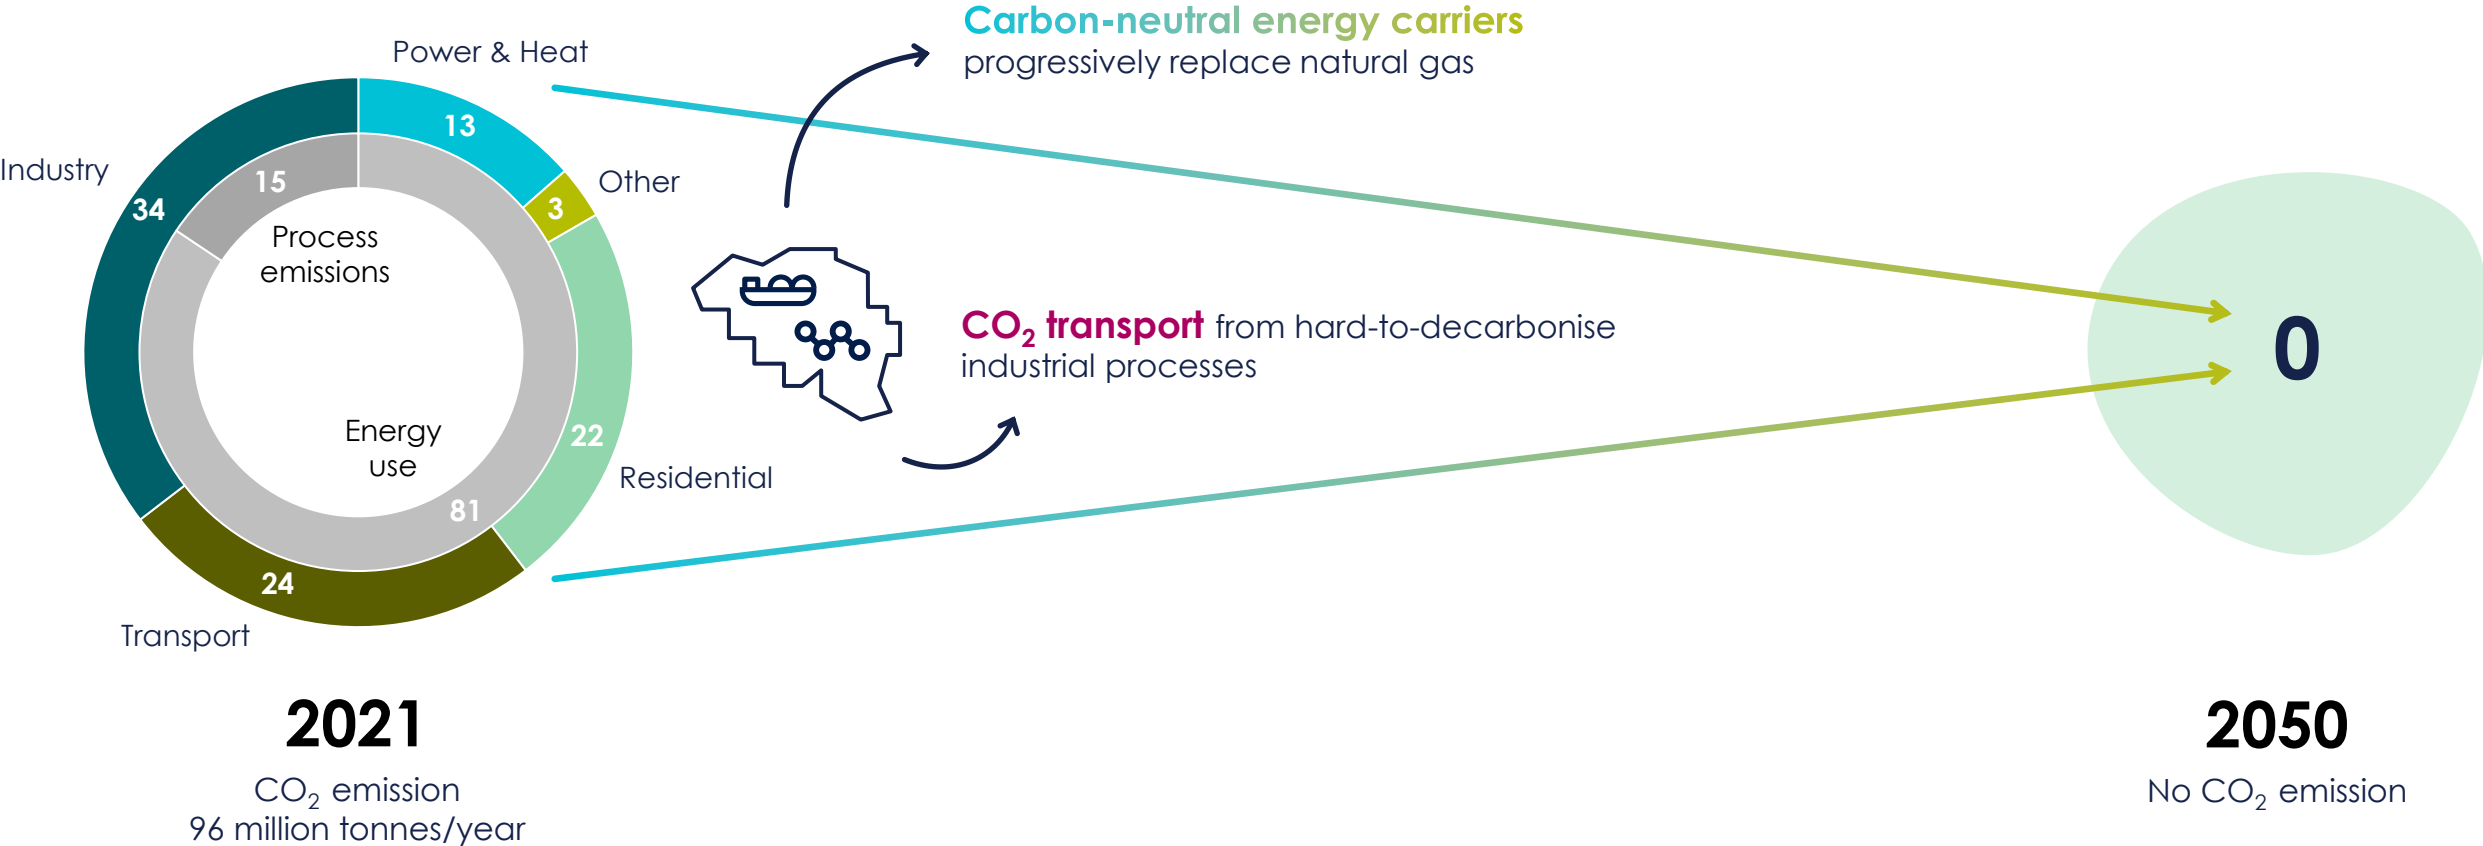 Carbon-neutral energy carriers
progressively replace natural gas
Power & Heat
13
Industry
34
15
Other
3
Process
emissions
CO₂ transport from hard-to-decarbonise
industrial processes
0
Energy
use
22
Residential
81
24
Transport
2021
CO₂ emission
96 million tonnes/year
2050
No CO₂ emission